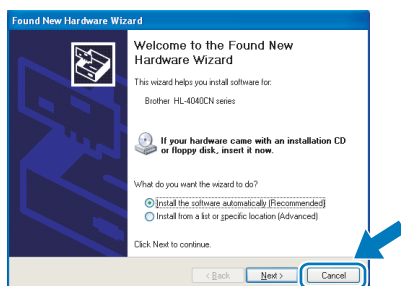 Found New Hardware Wizard
Welcome to the Found New
Hardware Wizard
This wizard helps you install software for:
Brother HL-4040CN series
If your hardware came with an installation CD
or floppy disk, insert it now.
What do you want the wizard to do?
Install the software automatically (Recommended)
Install from a list or specific location (Advanced)
Click Next to continue.
< Back Next > Cancel